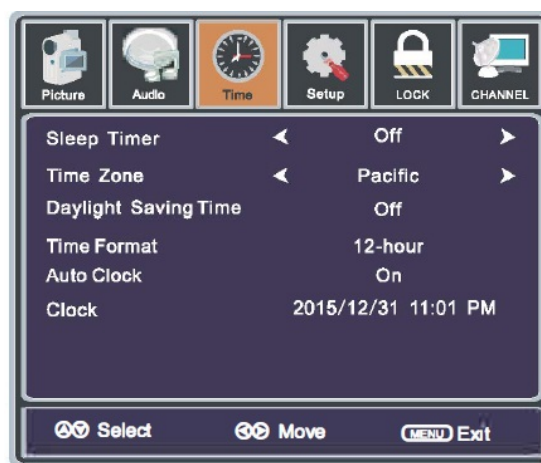 Picture Audio Time Setup LOCK CHANNEL
Sleep Timer Off
Time Zone Pacific
Daylight Saving Time Off
Time Format 12-hour
Auto Clock On
Clock 2015/12/31 11:01 PM
Select Move MENU Exit